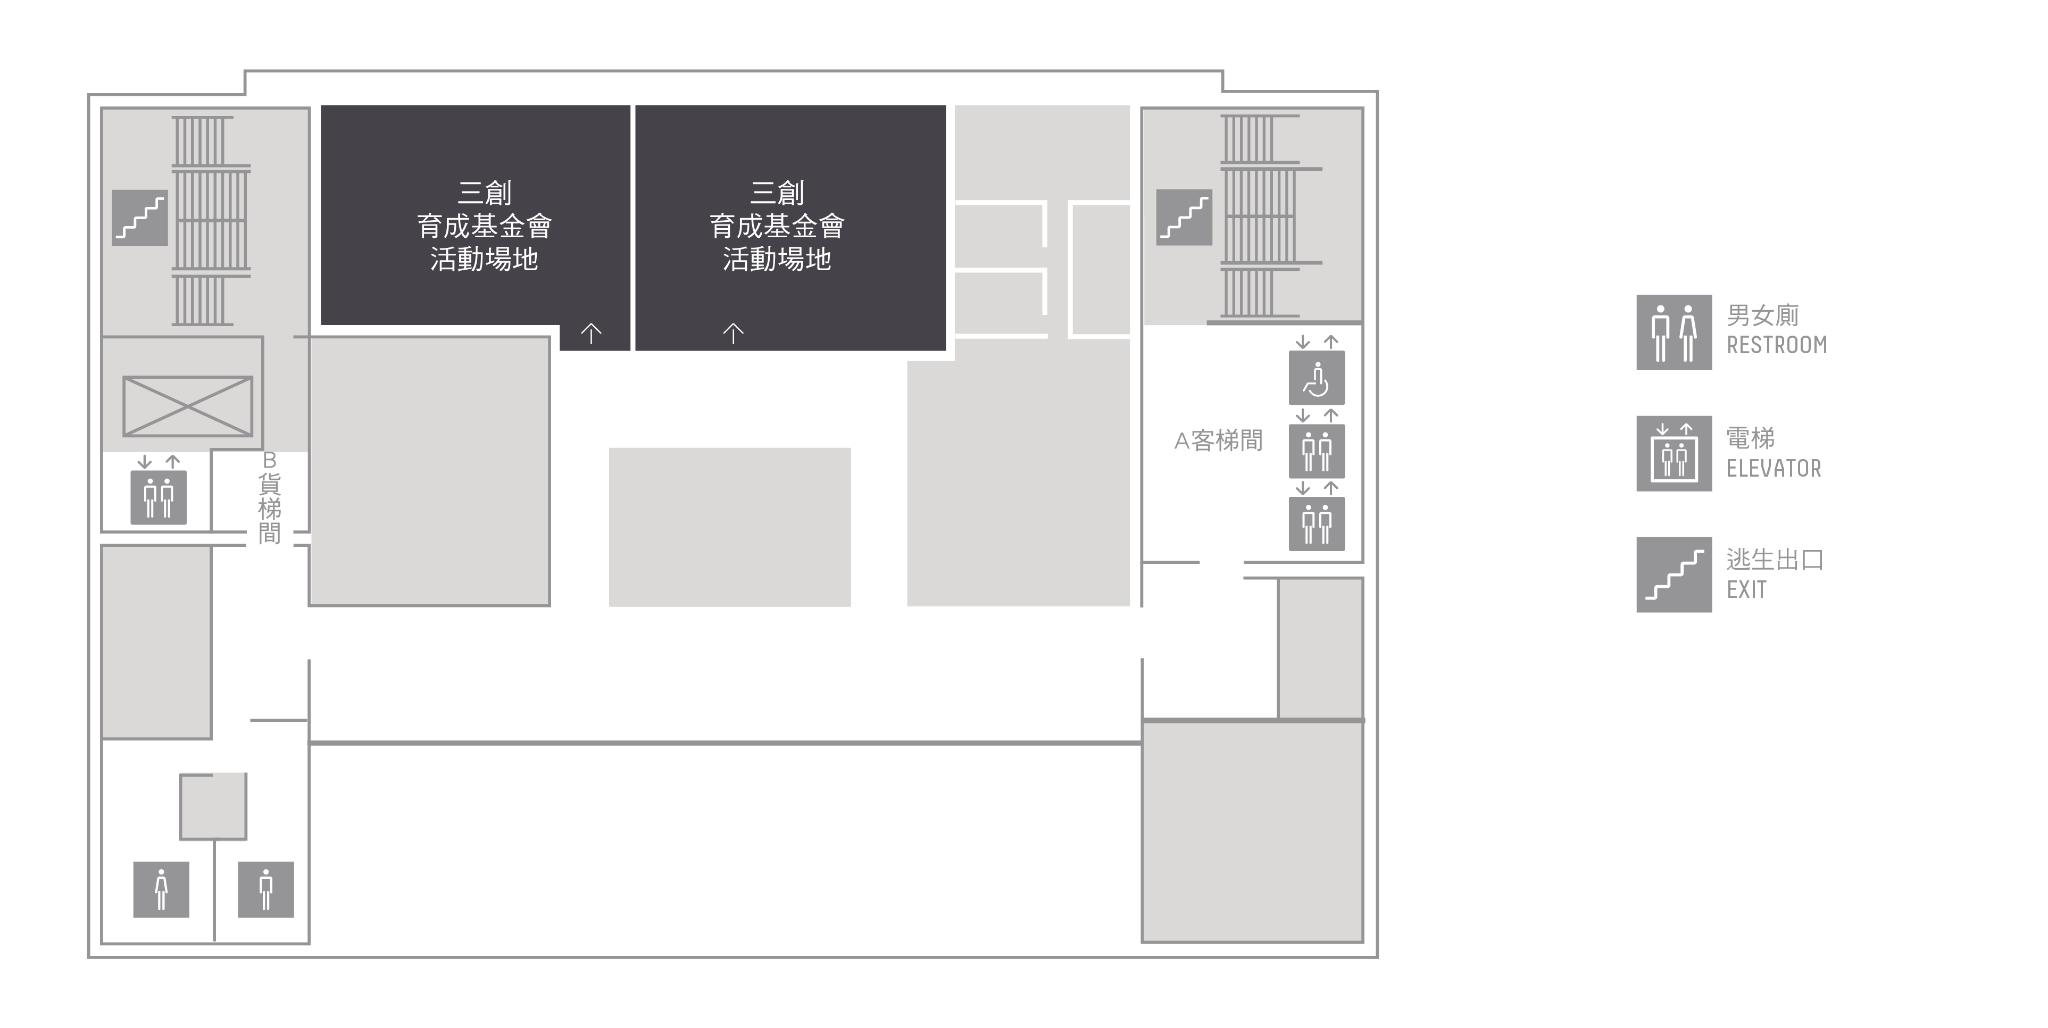 三創
育成基金會
活動場地
三創
育成基金會
活動場地
B貨梯間
A客梯間
男女廁
RESTROOM
電梯
ELEVATOR
逃生出口
EXIT